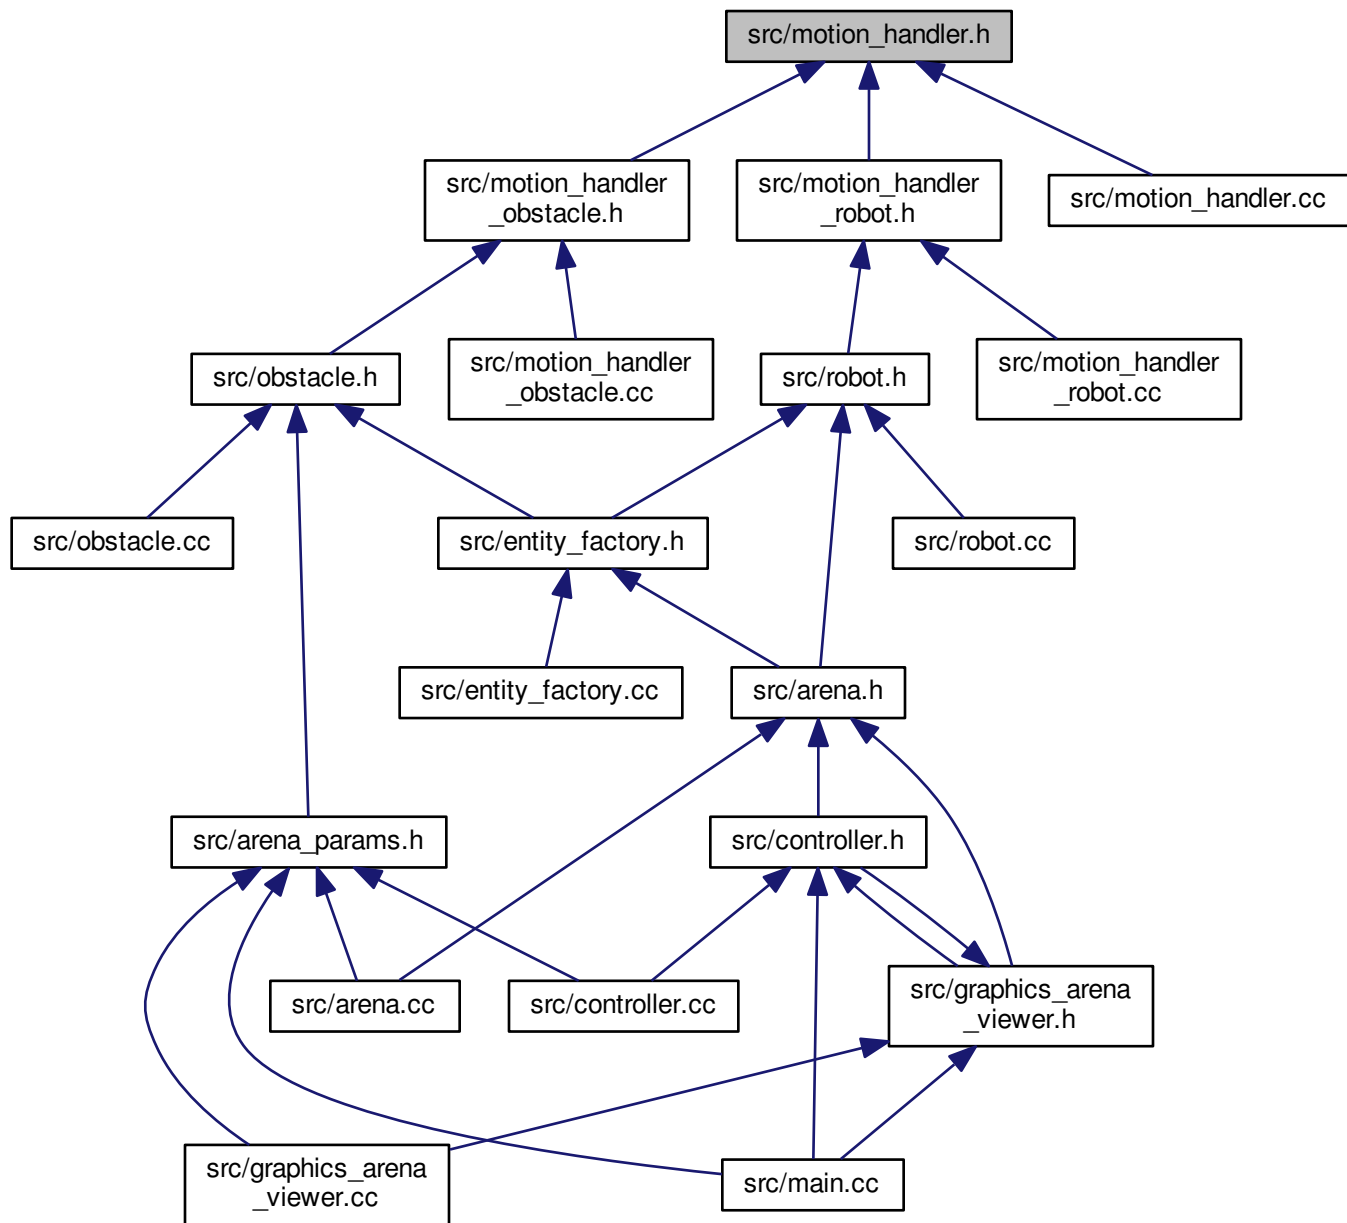 src/motion_handler.h
src/motion_handler
_obstacle.h
src/motion_handler
_robot.h
src/motion_handler.cc
src/obstacle.h
src/motion_handler
_obstacle.cc
src/robot.h
src/motion_handler
_robot.cc
src/obstacle.cc
src/entity_factory.h
src/robot.cc
src/entity_factory.cc
src/arena.h
src/arena_params.h
src/controller.h
src/arena.cc
src/controller.cc
src/graphics_arena
_viewer.h
src/graphics_arena
_viewer.cc
src/main.cc